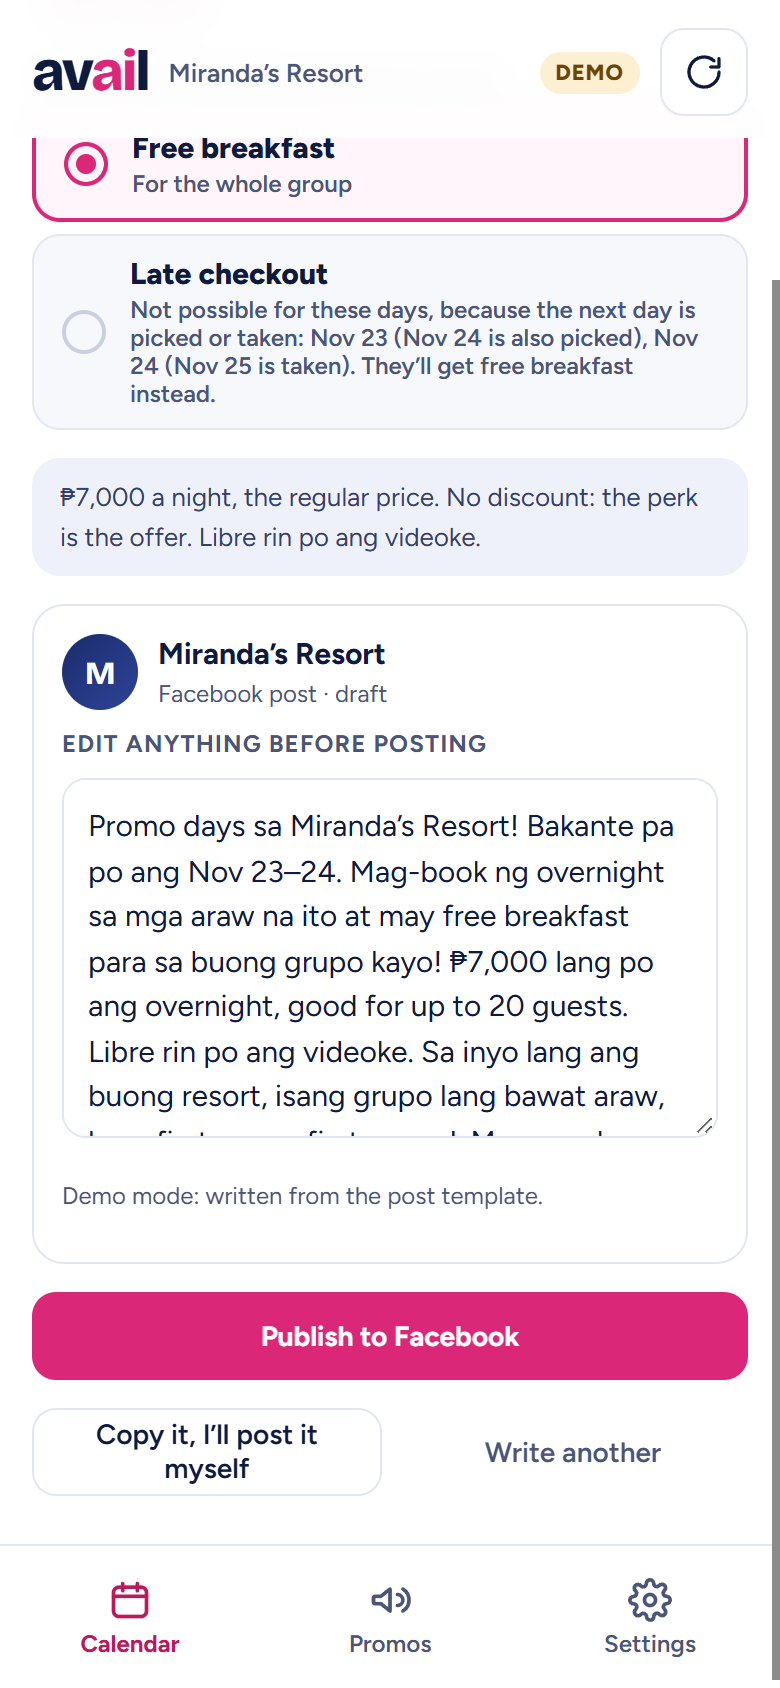 avail Miranda’s Resort DEMO
Free breakfast
For the whole group
Late checkout
Not possible for these days, because the next day is
picked or taken: Nov 23 (Nov 24 is also picked), Nov
24 (Nov 25 is taken). They’ll get free breakfast
instead.
₱7,000 a night, the regular price. No discount: the perk
is the offer. Libre rin po ang videoke.
M
Miranda’s Resort
Facebook post · draft
EDIT ANYTHING BEFORE POSTING
Promo days sa Miranda’s Resort! Bakante pa
po ang Nov 23–24. Mag-book ng overnight
sa mga araw na ito at may free breakfast
para sa buong grupo kayo! ₱7,000 lang po
ang overnight, good for up to 20 guests.
Libre rin po ang videoke. Sa inyo lang ang
buong resort, isang grupo lang bawat araw,
Demo mode: written from the post template.
Publish to Facebook
Copy it, I’ll post it
myself
Write another
Calendar
Promos
Settings